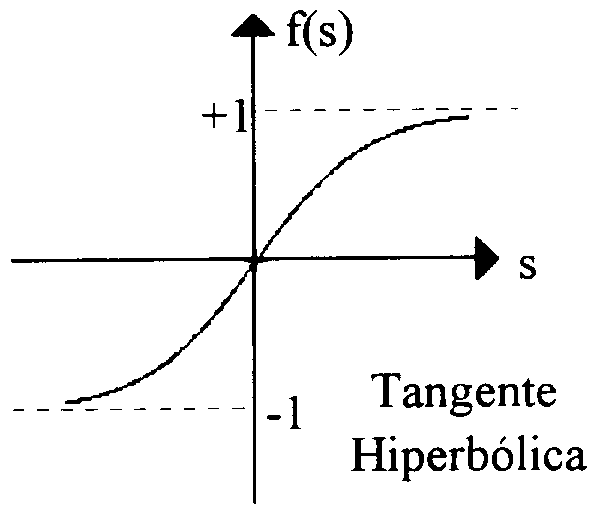 f(s)
+1
s
-1
Tangente
Hiperbólica